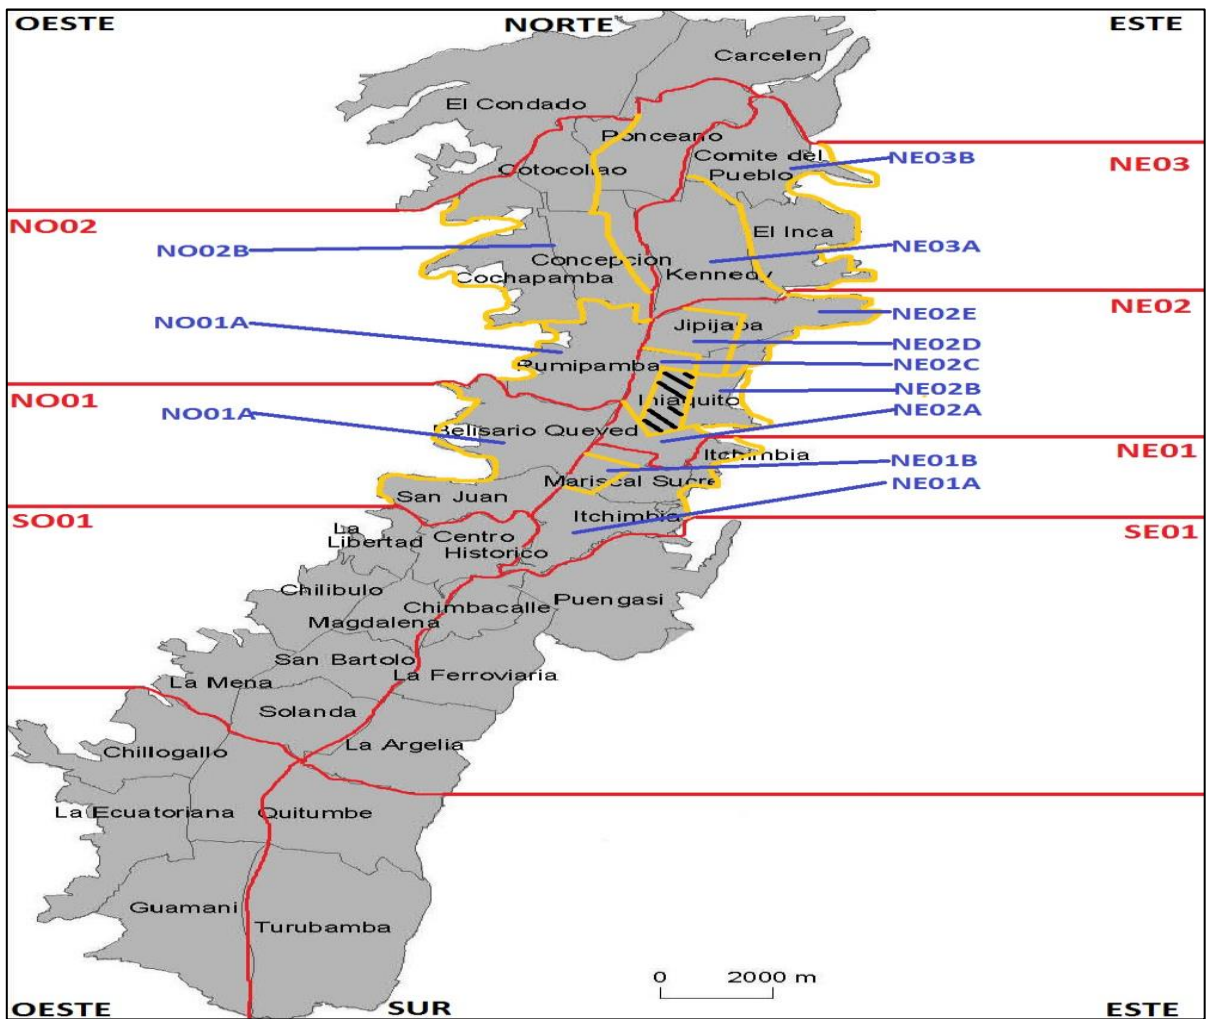 OESTE
NORTE
ESTE
Carcelen
El Condado
Ponceano
Comite del
Pueblo
NE03B
NE03
Cotocollao
NO02
El Inca
NO02B
NE03A
Concepcion
Kennedy
Cochapamba
NE02
NE02E
NO01A
Jipijapa
NE02D
Rumipamba
NE02C
NE02B
NO01
Iniaquito
NO01A
NE02A
Belisario Queved
NE01
Itchimbia
NE01B
Mariscal Sucre
NE01A
San Juan
SO01
Itchimbia
La
Libertad
Centro
Historico
SE01
Chilibulo
Puengasi
Chimbacalle
Magdalena
San Bartolo
La Ferroviaria
La Mena
Solanda
La Argelia
Chillogallo
La Ecuatoriana
Quitumbe
Guamani
Turubamba
0 2000 m
OESTE
SUR
ESTE